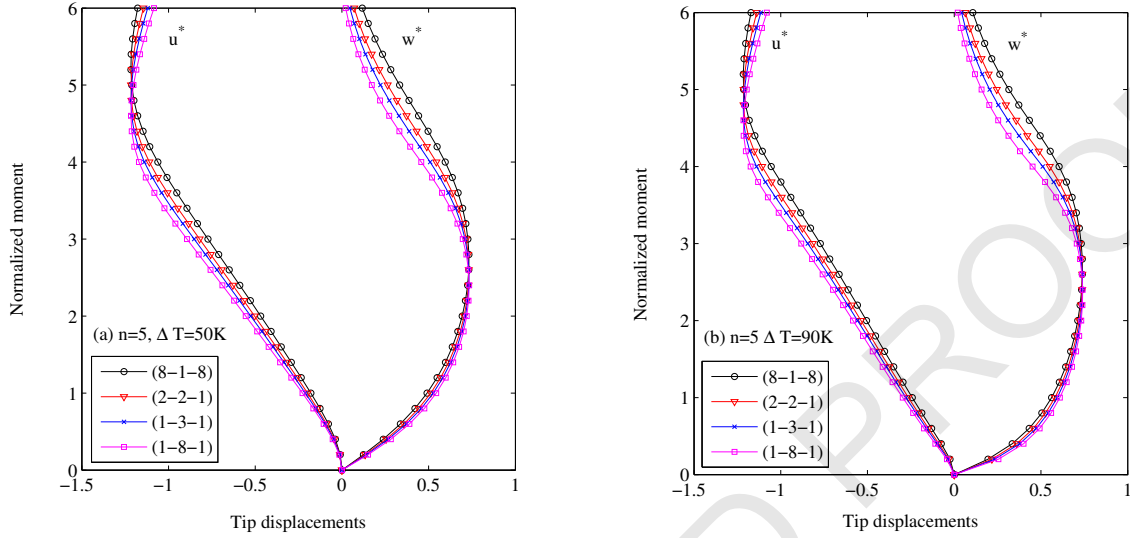 6
5
4
3
2
1
0
−1.5 −1 −0.5 0 0.5 1
Normalized moment
Tip displacements
u*
w*
(a) n=5, Δ T=50K
(8−1−8)
(2−2−1)
(1−3−1)
(1−8−1)
6
5
4
3
2
1
0
−1.5 −1 −0.5 0 0.5 1
Normalized moment
Tip displacements
u*
w*
(b) n=5 Δ T=90K
(8−1−8)
(2−2−1)
(1−3−1)
(1−8−1)
D PROO